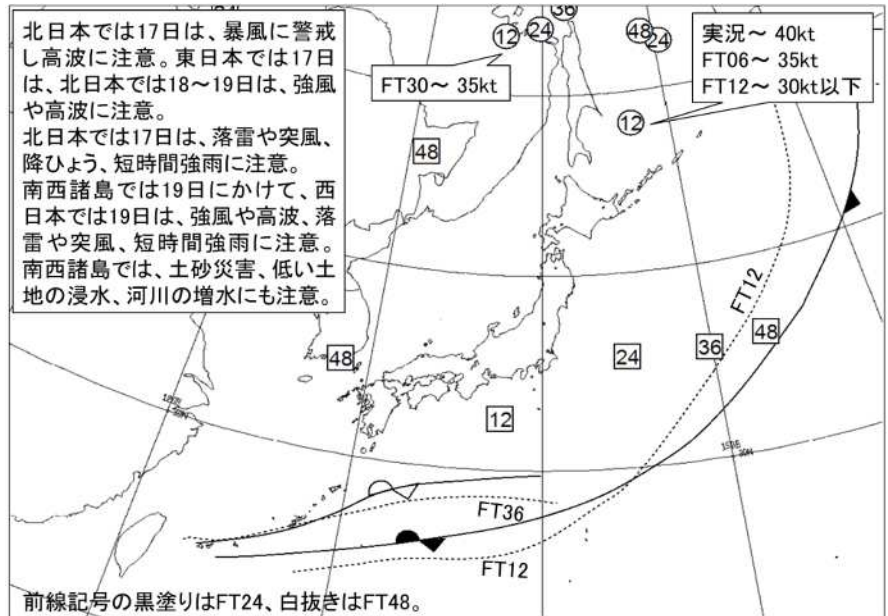 北日本では17日は、暴風に警戒
し高波に注意。東日本では17日
は、北日本では18～19日は、強風
や高波に注意。
北日本では17日は、落雷や突風、
降ひょう、短時間強雨に注意。
南西諸島では19日にかけて、西
日本では19日は、強風や高波、落
雷や突風、短時間強雨に注意。
南西諸島では、土砂災害、低い土
地の浸水、河川の増水にも注意。
12
24
36
48
24
FT30～ 35kt
実況～ 40kt
FT06～ 35kt
FT12～ 30kt以下
12
48
FT12
48
24
36
48
12
FT36
FT12
前線記号の黒塗りはFT24、白抜きはFT48。